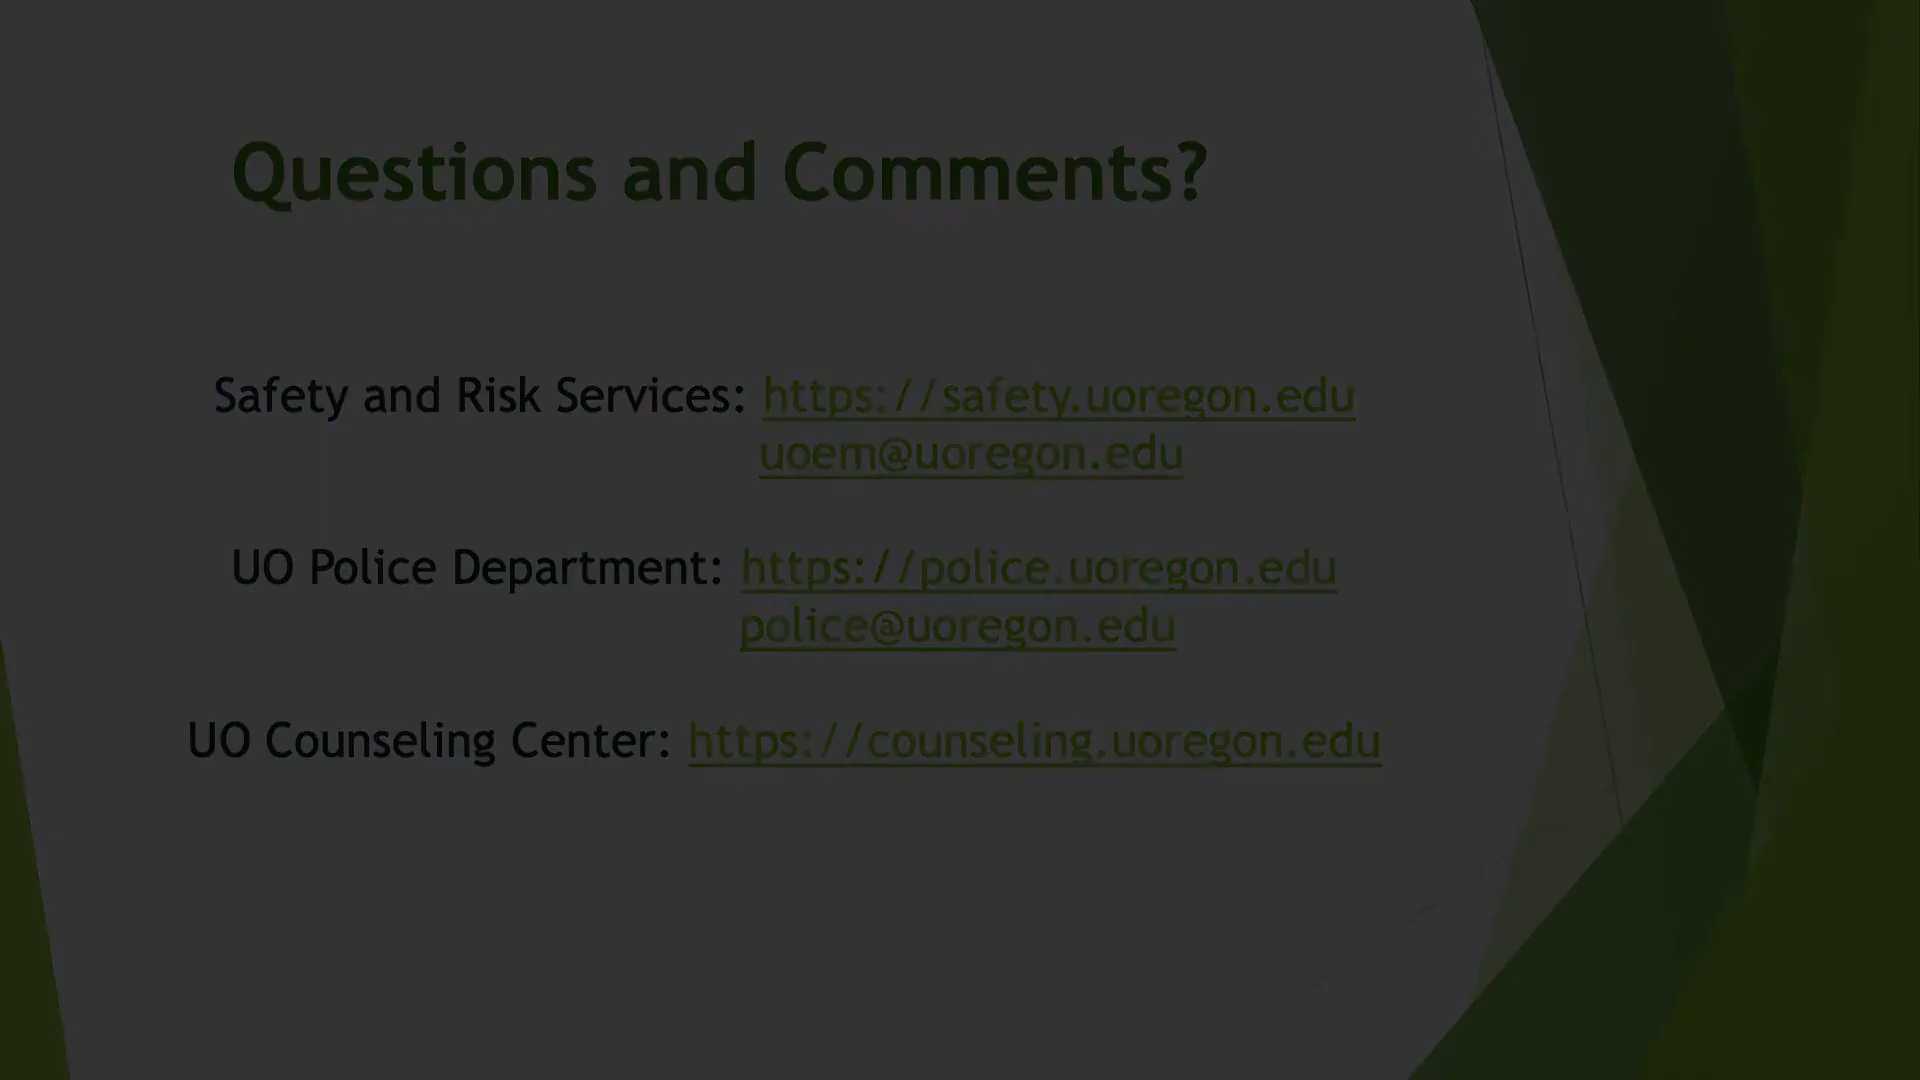 Questions and Comments?
Safety and Risk Services: https://safety.uoregon.edu
uoem@uoregon.edu
UO Police Department: https://police.uoregon.edu
police@uoregon.edu
UO Counseling Center: https://counseling.uoregon.edu